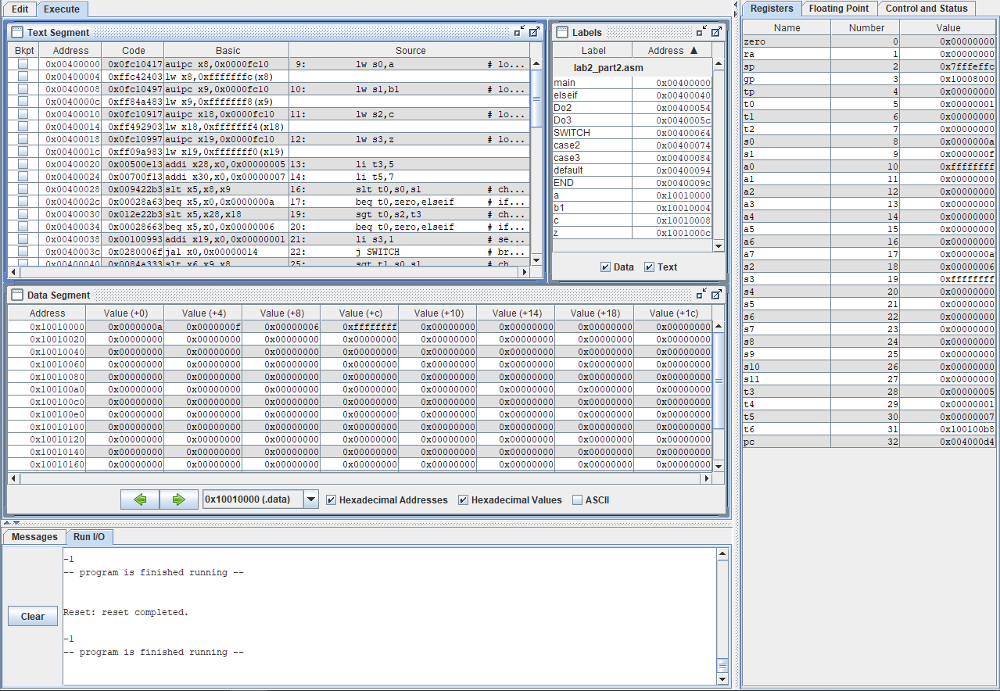 Edit Execute
Text Segment
Bkpt Address Code Basic Source
0x00400000 0x0fc10417 auipc x8,0x0000fc10 9: lw s0,a # lo...
0x00400004 0xffc42403 lw x8,0xfffffffc(x8)
0x00400008 0x0fc10497 auipc x9,0x0000fc10 10: lw s1,b1 # lo...
0x0040000c 0xff84a483 lw x9,0xfffffff8(x9)
0x00400010 0x0fc10917 auipc x18,0x0000fc10 11: lw s2,c # lo...
0x00400014 0xff492903 lw x18,0xfffffff4(x18)
0x00400018 0x0fc10997 auipc x19,0x0000fc10 12: lw s3,z # lo...
0x0040001c 0xff09a983 lw x19,0xfffffff0(x19)
0x00400020 0x00500e13 addi x28,x0,0x00000005 13: li t3,5
0x00400024 0x00700f13 addi x30,x0,0x00000007 14: li t5,7
0x00400028 0x009422b3 slt x5,x8,x9 16: slt t0,s0,s1 # ch...
0x0040002c 0x00028a63 beq x5,x0,0x0000000a 17: beq t0,zero,elseif # if...
0x00400030 0x012e22b3 slt x5,x28,x18 19: sgt t0,s2,t3 # ch...
0x00400034 0x00028663 beq x5,x0,0x00000006 20: beq t0,zero,elseif # if...
0x00400038 0x00100993 addi x19,x0,0x00000001 21: li s3,1 # se...
0x0040003c 0x0280006f jal x0,0x00000014 22: j SWITCH # br...
0x00400040 0x0084a333 slt x6,x9,x8 25: sgt t1,s0,s1 # ch...
Labels
Label Address ▲
lab2_part2.asm
main 0x00400000
elseif 0x00400040
Do2 0x00400054
Do3 0x0040005c
SWITCH 0x00400064
case2 0x00400074
case3 0x00400084
default 0x00400094
END 0x0040009c
a 0x10010000
b1 0x10010004
c 0x10010008
z 0x1001000c
Data Text
Data Segment
Address Value (+0) Value (+4) Value (+8) Value (+c) Value (+10) Value (+14) Value (+18) Value (+1c)
0x10010000 0x0000000a 0x0000000f 0x00000006 0xffffffff 0x00000000 0x00000000 0x00000000 0x00000000
0x10010020 0x00000000 0x00000000 0x00000000 0x00000000 0x00000000 0x00000000 0x00000000 0x00000000
0x10010040 0x00000000 0x00000000 0x00000000 0x00000000 0x00000000 0x00000000 0x00000000 0x00000000
0x10010060 0x00000000 0x00000000 0x00000000 0x00000000 0x00000000 0x00000000 0x00000000 0x00000000
0x10010080 0x00000000 0x00000000 0x00000000 0x00000000 0x00000000 0x00000000 0x00000000 0x00000000
0x100100a0 0x00000000 0x00000000 0x00000000 0x00000000 0x00000000 0x00000000 0x00000000 0x00000000
0x100100c0 0x00000000 0x00000000 0x00000000 0x00000000 0x00000000 0x00000000 0x00000000 0x00000000
0x100100e0 0x00000000 0x00000000 0x00000000 0x00000000 0x00000000 0x00000000 0x00000000 0x00000000
0x10010100 0x00000000 0x00000000 0x00000000 0x00000000 0x00000000 0x00000000 0x00000000 0x00000000
0x10010120 0x00000000 0x00000000 0x00000000 0x00000000 0x00000000 0x00000000 0x00000000 0x00000000
0x10010140 0x00000000 0x00000000 0x00000000 0x00000000 0x00000000 0x00000000 0x00000000 0x00000000
0x10010160 0x00000000 0x00000000 0x00000000 0x00000000 0x00000000 0x00000000 0x00000000 0x00000000
0x10010000 (.data) Hexadecimal Addresses Hexadecimal Values ASCII
Messages Run I/O
Clear
-1
-- program is finished running --
Reset: reset completed.
-1
-- program is finished running --
Registers Floating Point Control and Status
Name Number Value
zero 0 0x00000000
ra 1 0x00000000
sp 2 0x7fffeffc
gp 3 0x10008000
tp 4 0x00000000
t0 5 0x00000001
t1 6 0x00000000
t2 7 0x00000000
s0 8 0x0000000a
s1 9 0x0000000f
a0 10 0xffffffff
a1 11 0x00000000
a2 12 0x00000000
a3 13 0x00000000
a4 14 0x00000000
a5 15 0x00000000
a6 16 0x00000000
a7 17 0x0000000a
s2 18 0x00000006
s3 19 0xffffffff
s4 20 0x00000000
s5 21 0x00000000
s6 22 0x00000000
s7 23 0x00000000
s8 24 0x00000000
s9 25 0x00000000
s10 26 0x00000000
s11 27 0x00000000
t3 28 0x00000005
t4 29 0x00000001
t5 30 0x00000007
t6 31 0x100100b8
pc 32 0x004000d4